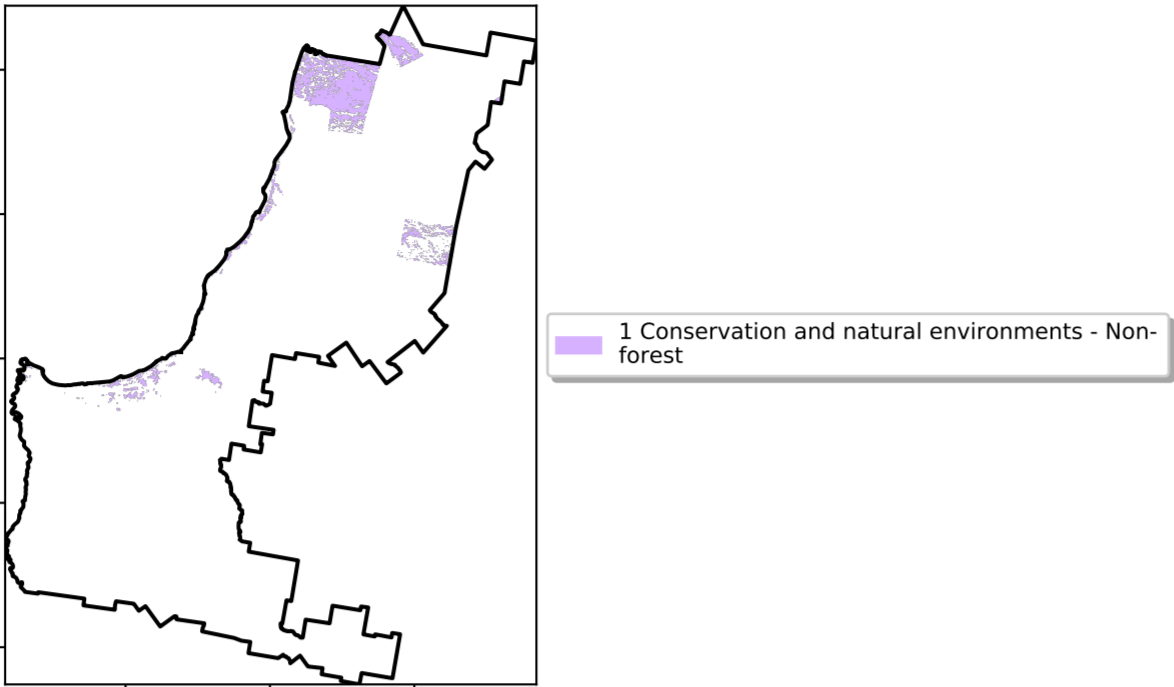 1 Conservation and natural environments - Non-
forest